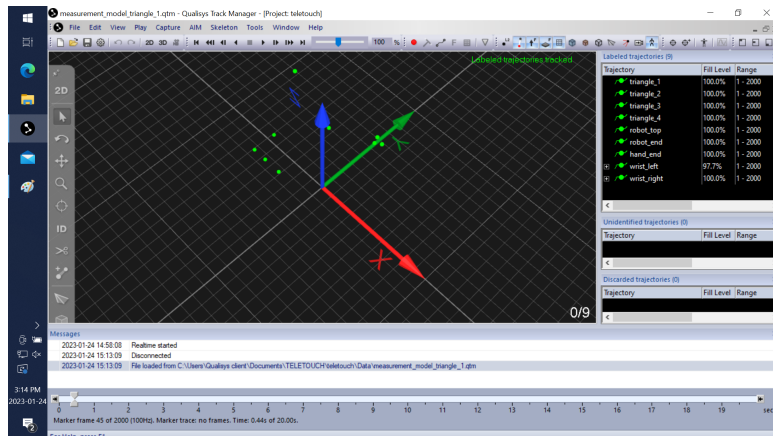 measurement_model_triangle_1.qtm - Qualisys Track Manager - [Project: teletouch]
File Edit View Play Capture AIM Skeleton Tools Window Help
2D 3D 100 %
Labeled trajectories tracked
2D
ID
X
Y
0/9
Labeled trajectories (9)
Trajectory Fill Level Range
triangle_1 100.0% 1 - 2000
triangle_2 100.0% 1 - 2000
triangle_3 100.0% 1 - 2000
triangle_4 100.0% 1 - 2000
robot_top 100.0% 1 - 2000
robot_end 100.0% 1 - 2000
hand_end 100.0% 1 - 2000
wrist_left 97.7% 1 - 2000
wrist_right 100.0% 1 - 2000
Unidentified trajectories (0)
Trajectory Fill Level Range
Discarded trajectories (0)
Trajectory Fill Level Range
Messages
2023-01-24 14:58:08 Realtime started
2023-01-24 15:13:09 Disconnected
2023-01-24 15:13:09 File loaded from C:\Users\Qualisys client\Documents\TELETOUCH\teletouch\Data\measurement_model_triangle_1.qtm
0 1 2 3 4 5 6 7 8 9 10 11 12 13 14 15 16 17 18 19 sec
Marker frame 45 of 2000 (100Hz). Marker trace: no frames. Time: 0.44s of 20.00s.
3:14 PM
2023-01-24
2